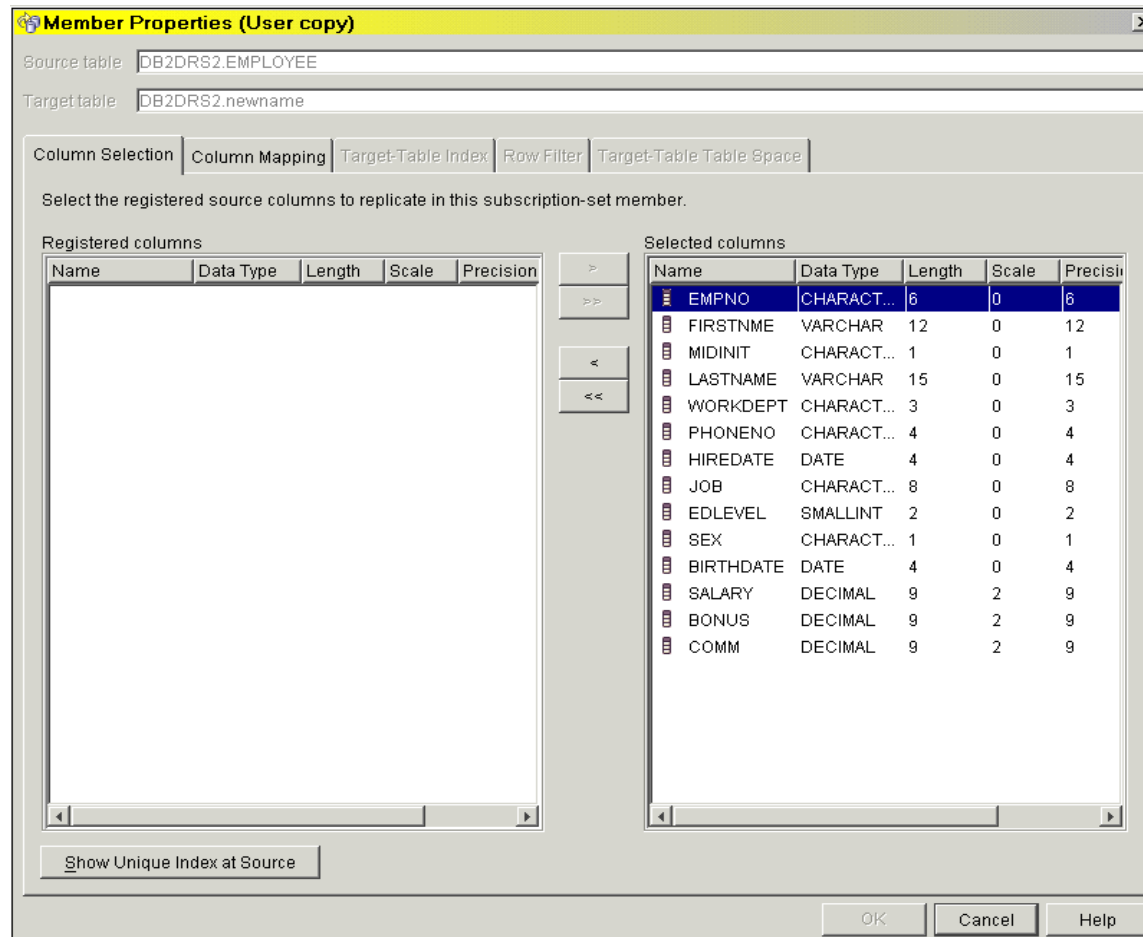 Member Properties (User copy)
Source table DB2DRS2.EMPLOYEE
Target table DB2DRS2.newname
Column Selection Column Mapping Target-Table Index Row Filter Target-Table Table Space
Select the registered source columns to replicate in this subscription-set member.
Registered columns Selected columns
Name Data Type Length Scale Precision > Name Data Type Length Scale Precisi
>> EMPNO CHARACT... 6 0 6
FIRSTNME VARCHAR 12 0 12
MIDINIT CHARACT... 1 0 1
< LASTNAME VARCHAR 15 0 15
<< WORKDEPT CHARACT... 3 0 3
PHONENO CHARACT... 4 0 4
HIREDATE DATE 4 0 4
JOB CHARACT... 8 0 8
EDLEVEL SMALLINT 2 0 2
SEX CHARACT... 1 0 1
BIRTHDATE DATE 4 0 4
SALARY DECIMAL 9 2 9
BONUS DECIMAL 9 2 9
COMM DECIMAL 9 2 9
Show Unique Index at Source
OK Cancel Help